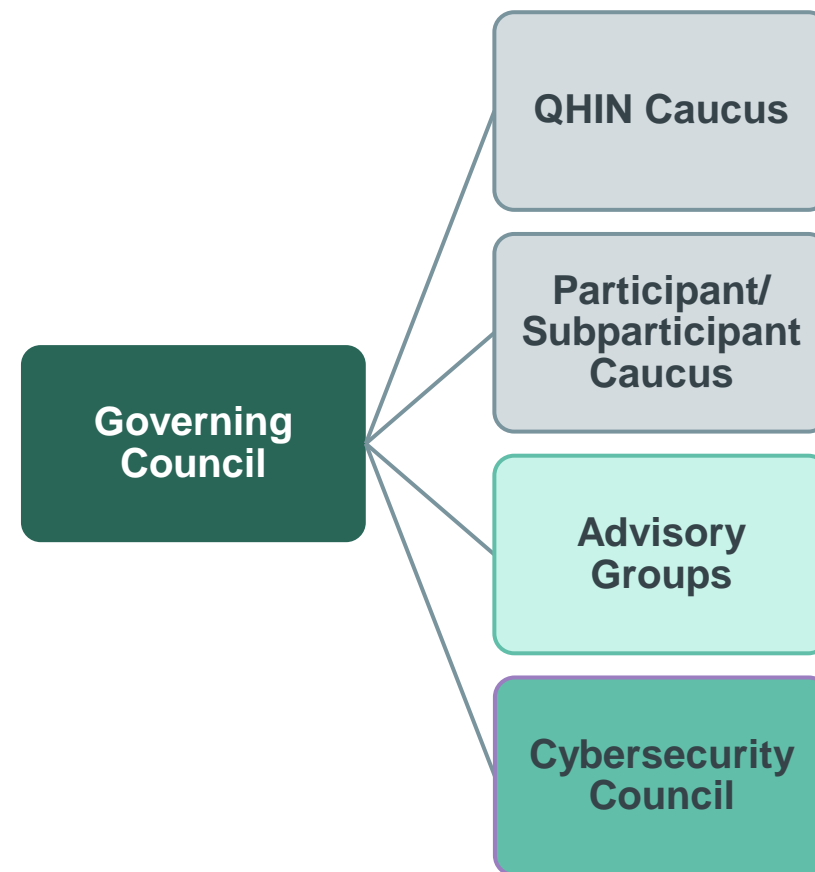 QHIN Caucus
Participant/
Subparticipant
Caucus
Governing
Council
Advisory
Groups
Cybersecurity
Council